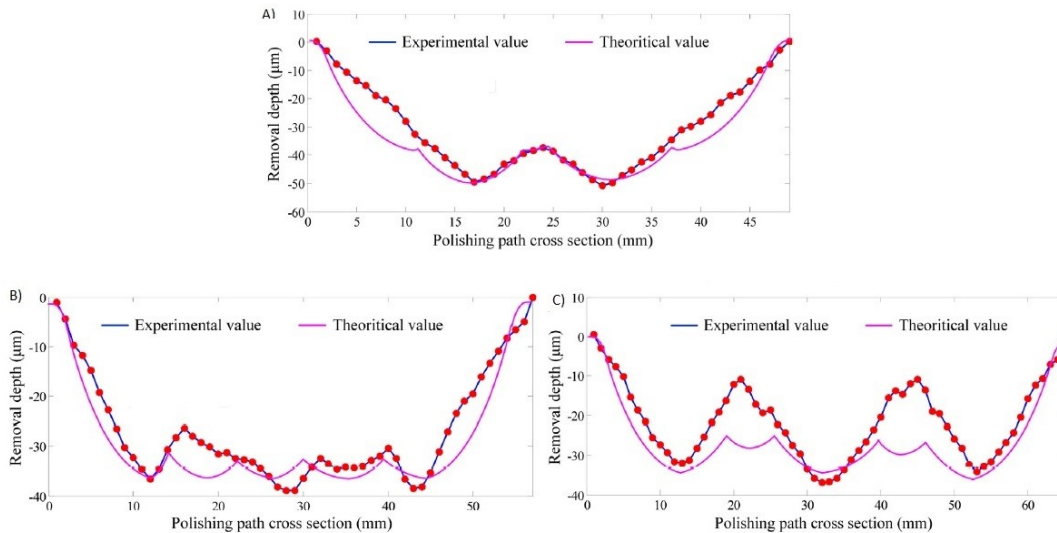 A)
10
0
-10
-20
-30
-40
-50
-60
Removal depth (μm)
Experimental value
Theoritical value
0 5 10 15 20 25 30 35 40 45
Polishing path cross section (mm)
B)
0
-10
-20
-30
-40
Removal depth (μm)
Experimental value
Theoritical value
0 10 20 30 40 50
Polishing path cross section (mm)
C)
10
0
-10
-20
-30
-40
Removal depth (μm)
Experimental value
Theoritical value
0 10 20 30 40 50 60
Polishing path cross section (mm)